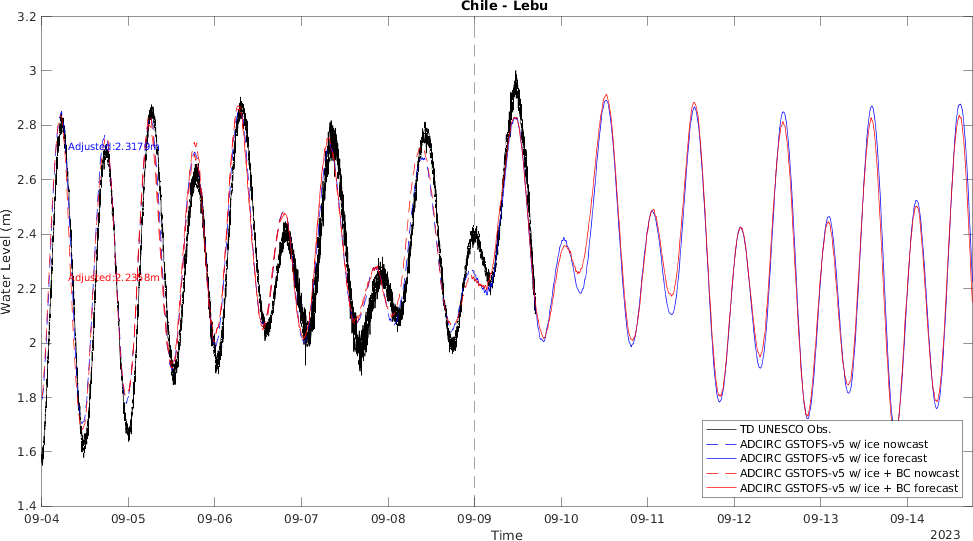 Chile - Lebu
3.2
3
2.8
2.6
2.4
2.2
2
1.8
1.6
1.4
Water Level (m)
Adjusted:2.3179m
Adjusted:2.2358m
TD UNESCO Obs.
ADCIRC GSTOFS-v5 w/ ice nowcast
ADCIRC GSTOFS-v5 w/ ice forecast
ADCIRC GSTOFS-v5 w/ ice + BC nowcast
ADCIRC GSTOFS-v5 w/ ice + BC forecast
09-04 09-05 09-06 09-07 09-08 09-09 09-10 09-11 09-12 09-13 09-14
Time
2023